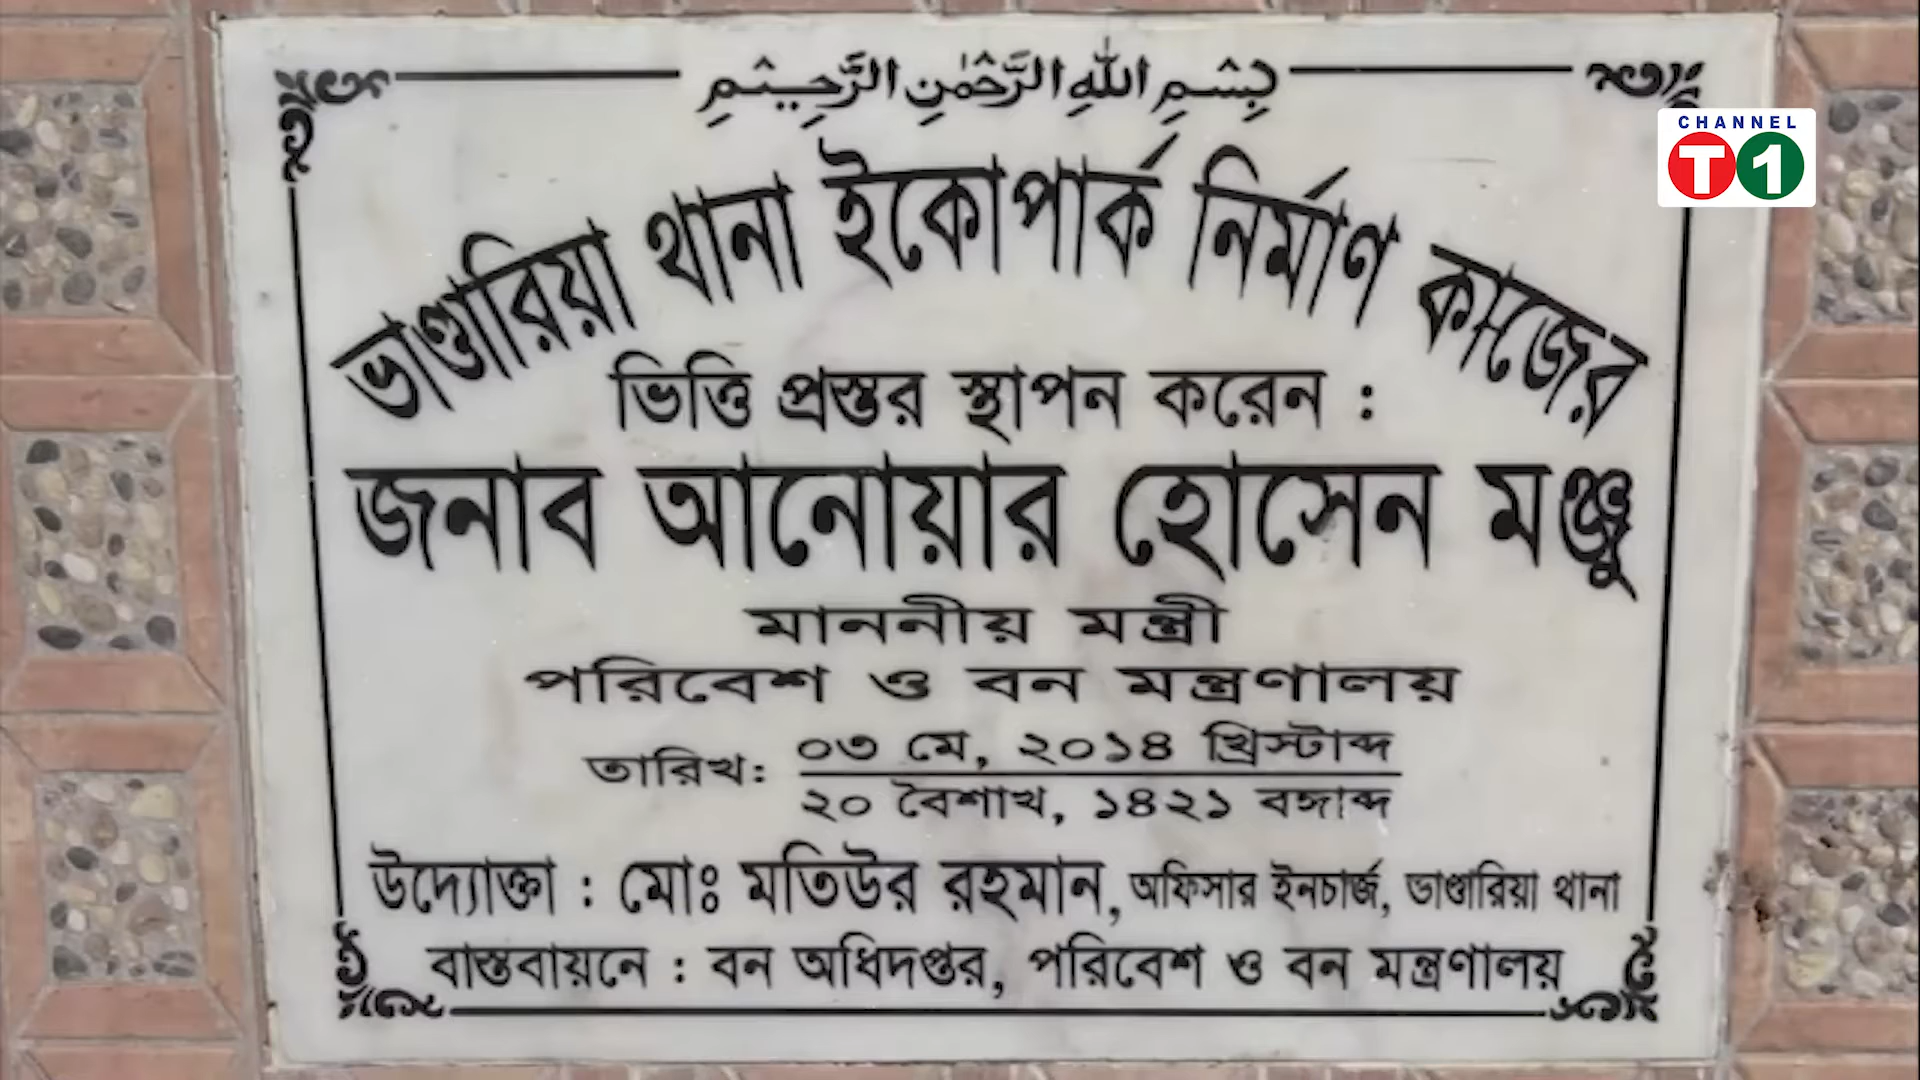 بِسْمِ اللهِ الرَّحْمٰنِ الرَّحِيْمِ
CHANNEL
T1
ভাণ্ডারিয়া থানা ইকোপার্ক নির্মাণ কাজের
ভিত্তি প্রস্তর স্থাপন করেন :
জনাব আনোয়ার হোসেন মঞ্জু
মাননীয় মন্ত্রী
পরিবেশ ও বন মন্ত্রণালয়
তারিখ: ০৩ মে, ২০১৪ খ্রিস্টাব্দ
২০ বৈশাখ, ১৪২১ বঙ্গাব্দ
উদ্যোক্তা : মোঃ মতিউর রহমান, অফিসার ইনচার্জ, ভাণ্ডারিয়া থানা
বাস্তবায়নে : বন অধিদপ্তর, পরিবেশ ও বন মন্ত্রণালয়